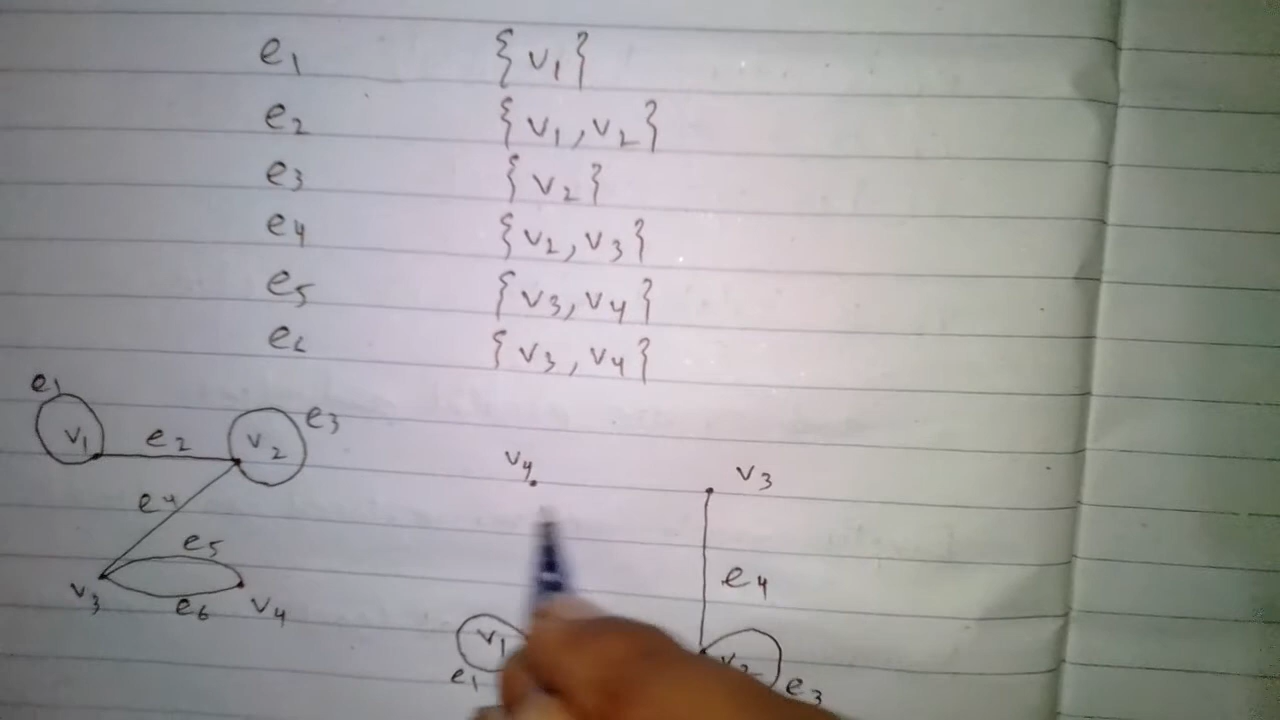 e1 {v1}
e2 {v1, v2}
e3 {v2}
e4 {v2, v3}
e5 {v3, v4}
e6 {v3, v4}
e1
v1 e2 v2 e3
e4
e5
v3 e6 v4
v4 v3
e4
v1
e1 e3